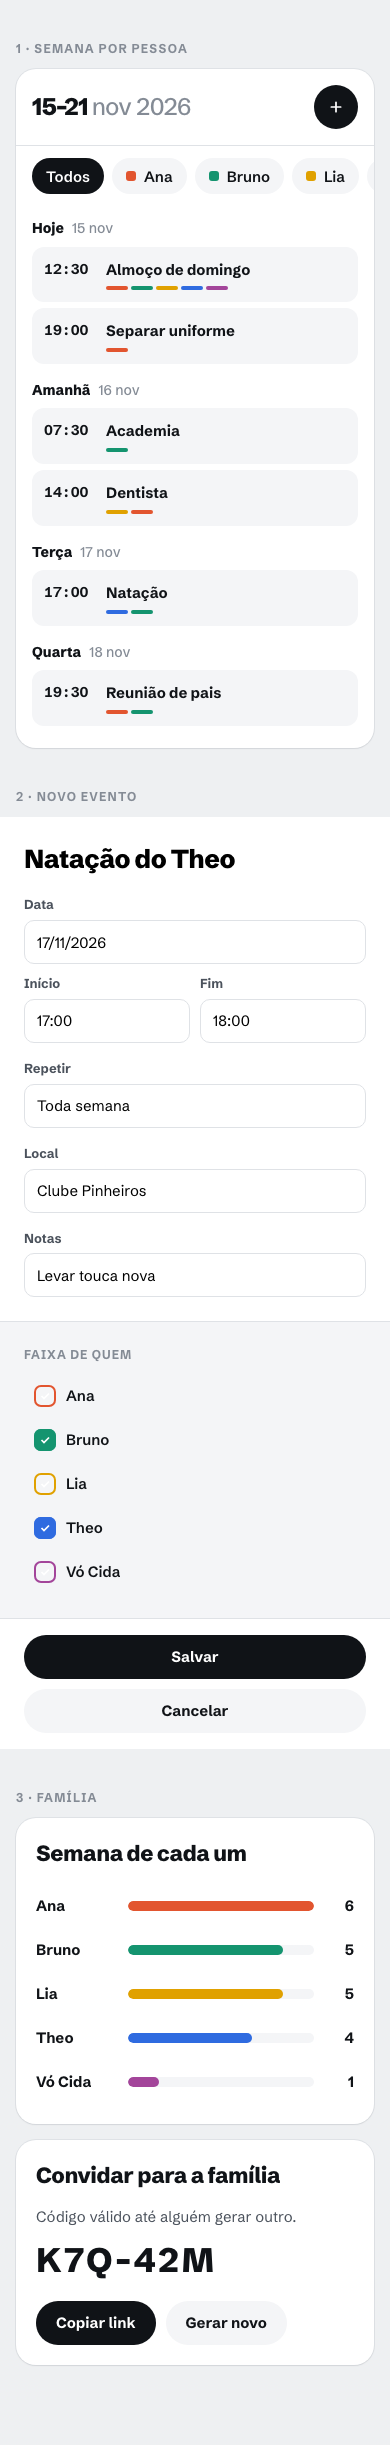 1 · SEMANA POR PESSOA
15-21 nov 2026
+
Todos Ana Bruno Lia
Hoje 15 nov
12:30 Almoço de domingo
19:00 Separar uniforme
Amanhã 16 nov
07:30 Academia
14:00 Dentista
Terça 17 nov
17:00 Natação
Quarta 18 nov
19:30 Reunião de pais
2 · NOVO EVENTO
Natação do Theo
Data
17/11/2026
Início Fim
17:00 18:00
Repetir
Toda semana
Local
Clube Pinheiros
Notas
Levar touca nova
FAIXA DE QUEM
Ana
Bruno
Lia
Theo
Vó Cida
Salvar
Cancelar
3 · FAMÍLIA
Semana de cada um
Ana 6
Bruno 5
Lia 5
Theo 4
Vó Cida 1
Convidar para a família
Código válido até alguém gerar outro.
K7Q-42M
Copiar link Gerar novo